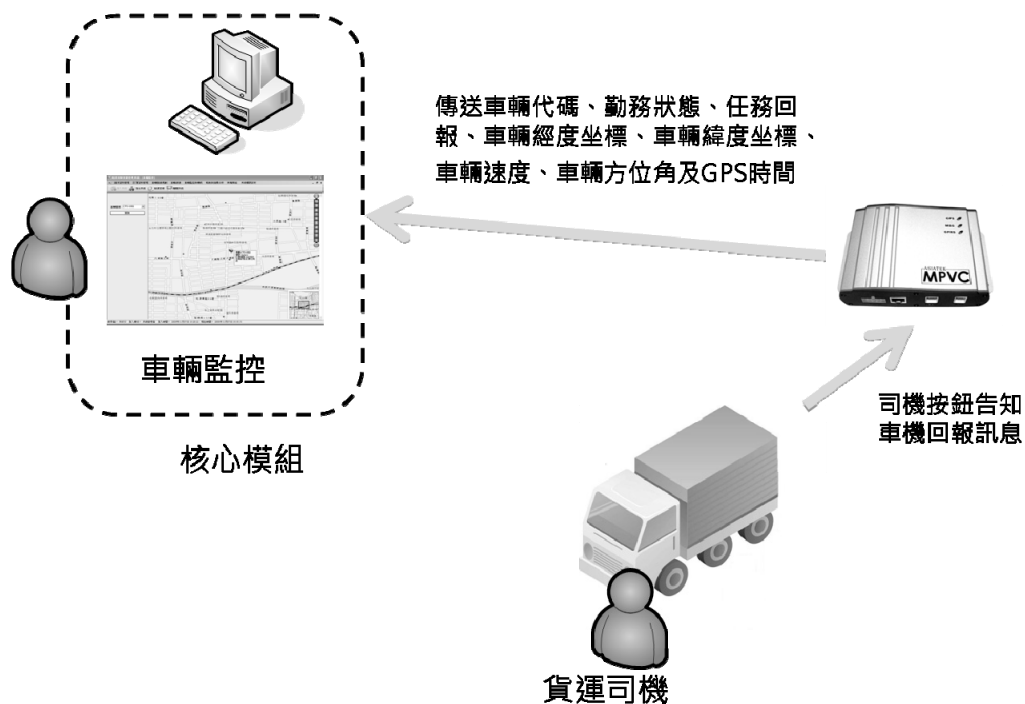 傳送車輛代碼、勤務狀態、任務回
報、車輛經度坐標、車輛緯度坐標、
車輛速度、車輛方位角及GPS時間
MPVC
車輛監控
司機按鈕告知
車機回報訊息
核心模組
貨運司機